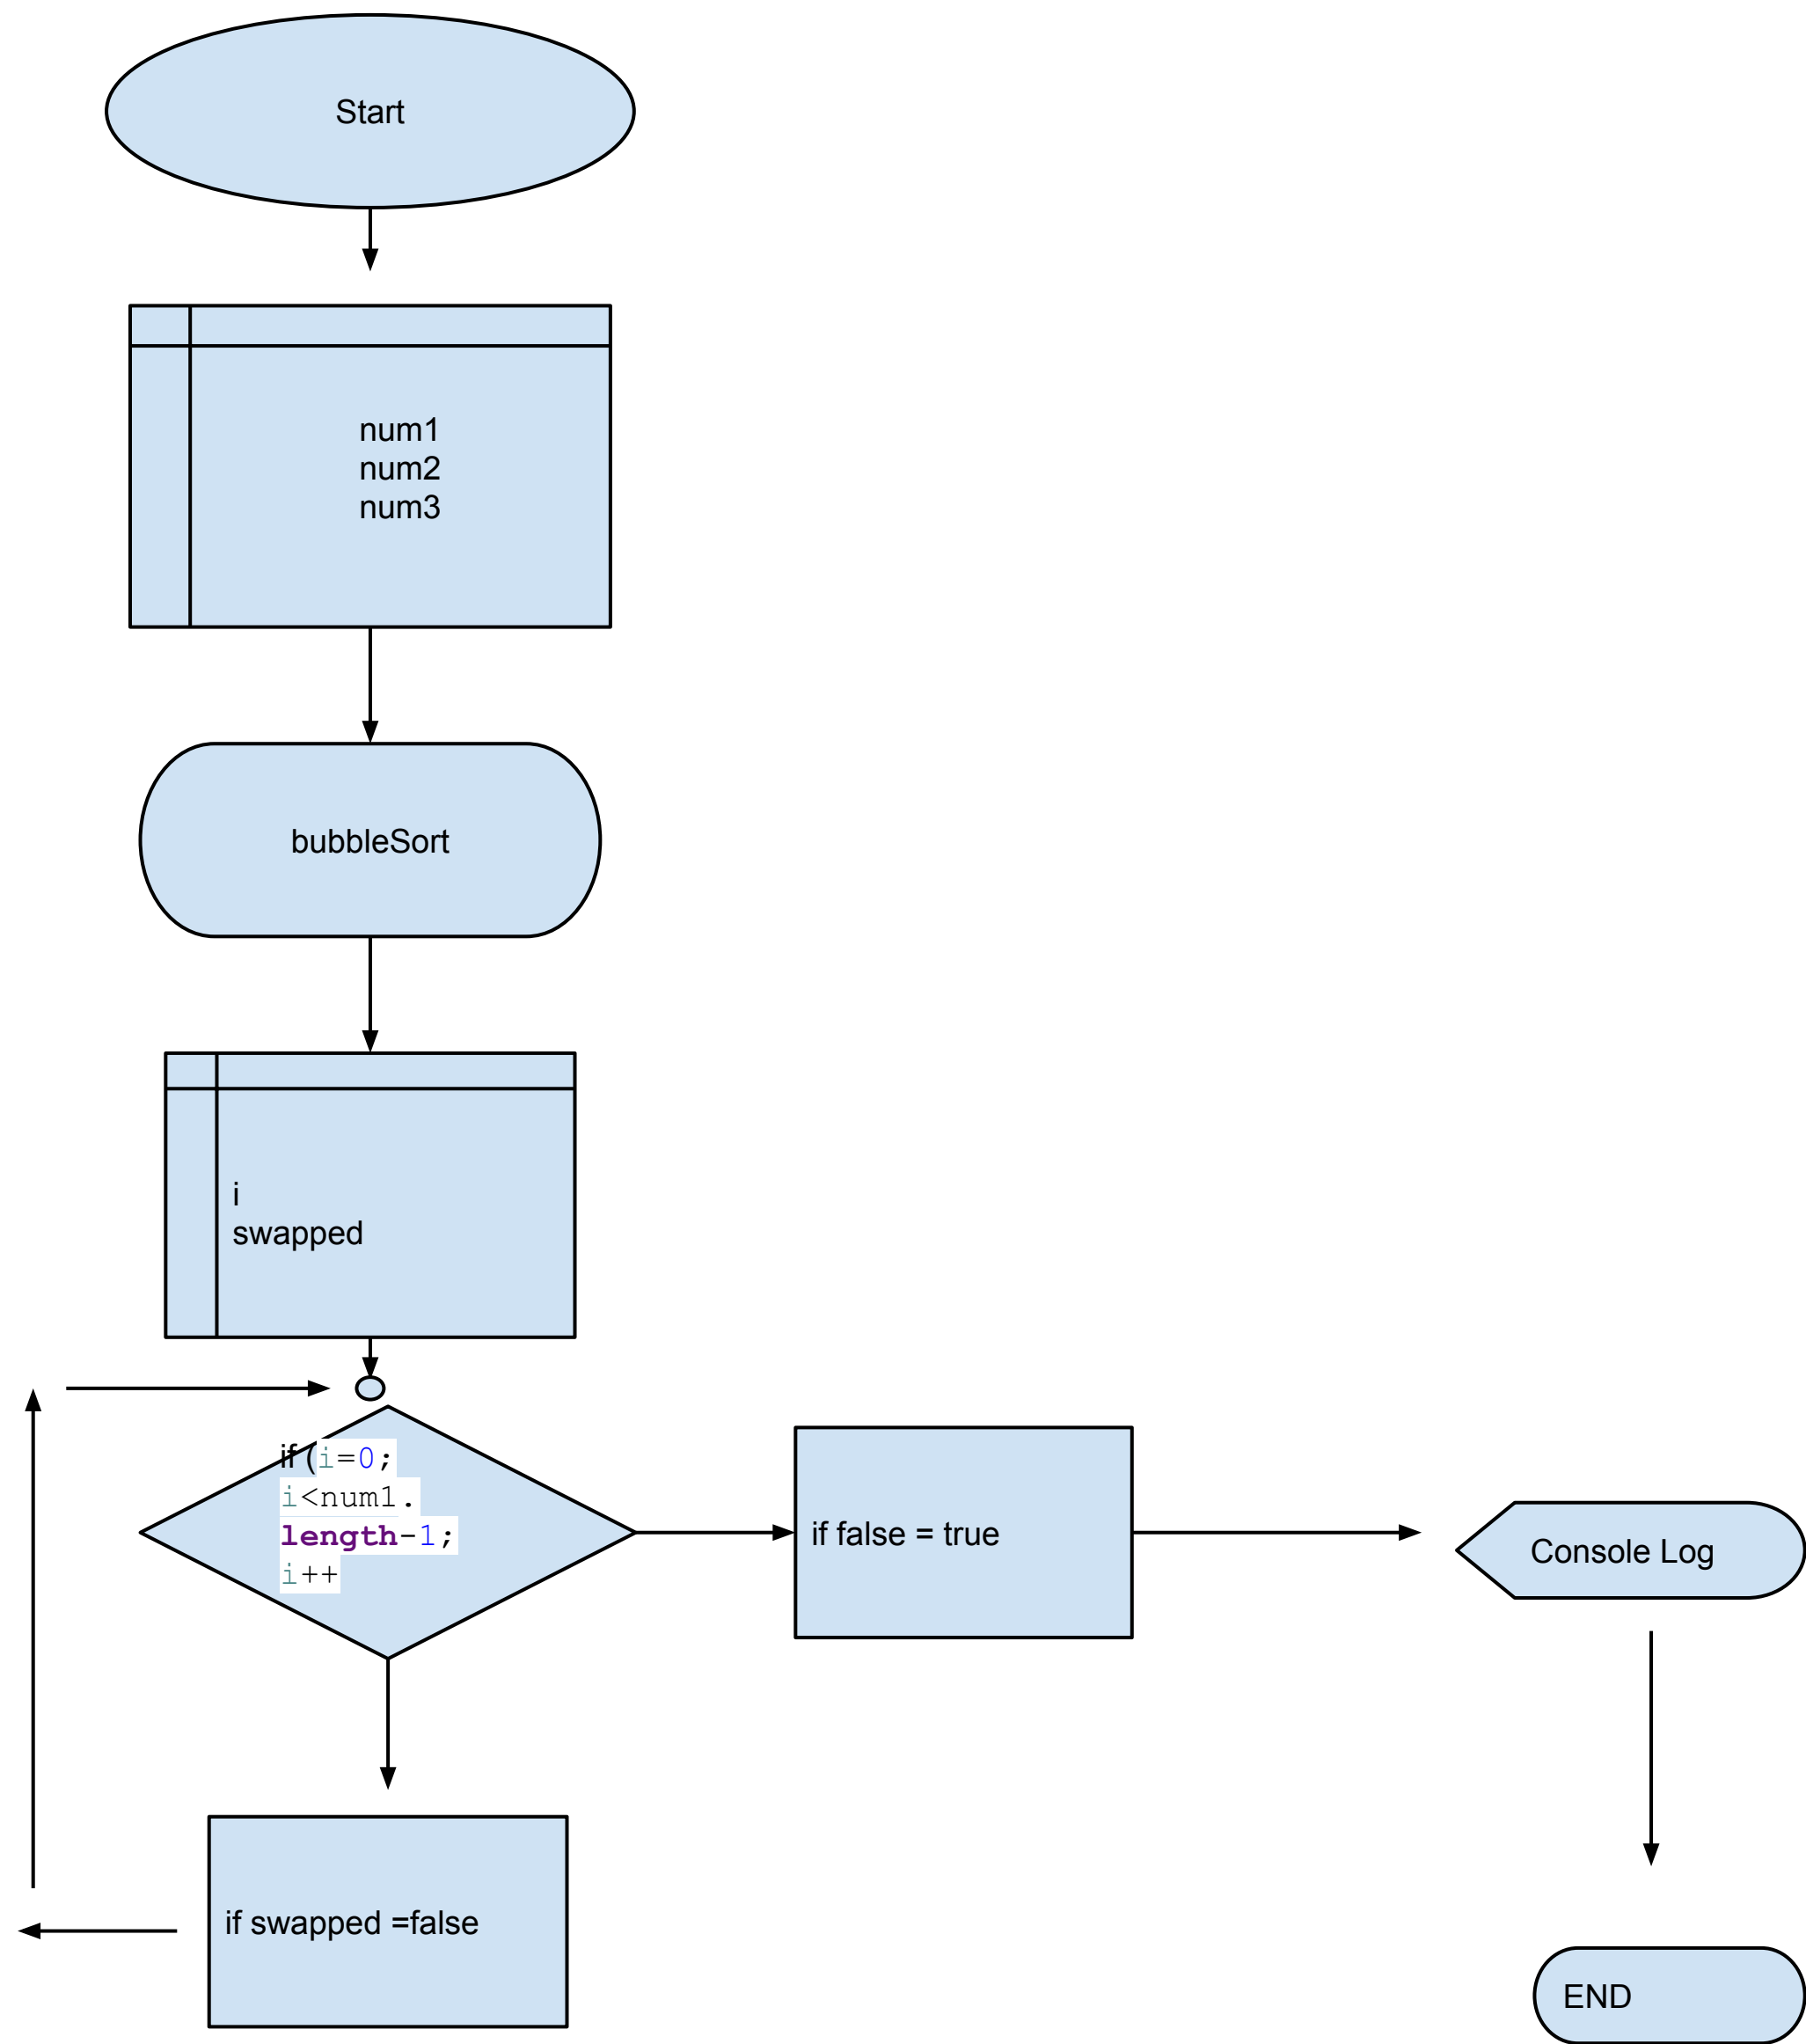 Start
num1
num2
num3
bubbleSort
i
swapped
if (i=0;
i<num1.
length-1;
i++
if false = true
Console Log
if swapped =false
END